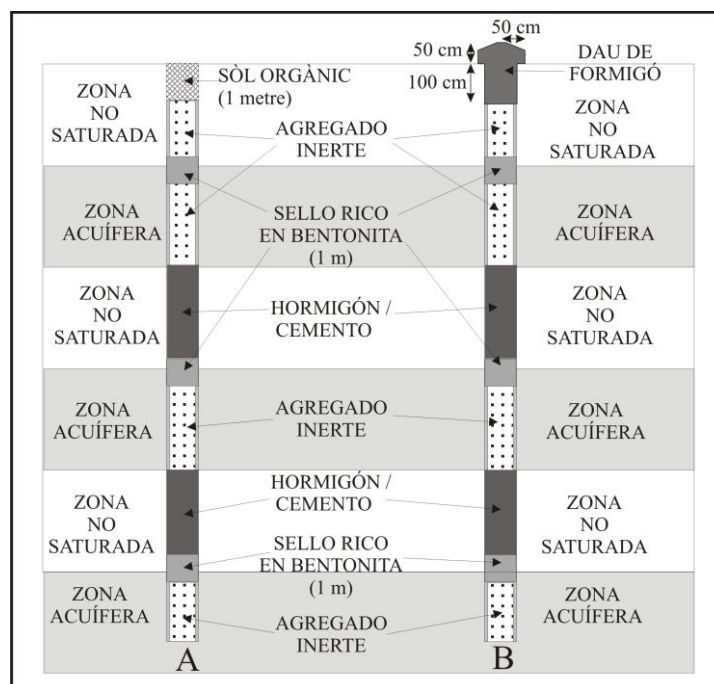 50 cm
50 cm
DAU DE
FORMIGÓ
100 cm
SÒL ORGÀNIC
(1 metre)
ZONA
NO
SATURADA
ZONA
NO
SATURADA
AGREGADO
INERTE
ZONA
ACUÍFERA
SELLO RICO
EN BENTONITA
(1 m)
ZONA
ACUÍFERA
ZONA
NO
SATURADA
HORMIGÓN /
CEMENTO
ZONA
NO
SATURADA
ZONA
ACUÍFERA
AGREGADO
INERTE
ZONA
ACUÍFERA
ZONA
NO
SATURADA
HORMIGÓN /
CEMENTO
ZONA
NO
SATURADA
SELLO RICO
EN BENTONITA
(1 m)
ZONA
ACUÍFERA
AGREGADO
INERTE
ZONA
ACUÍFERA
A
B